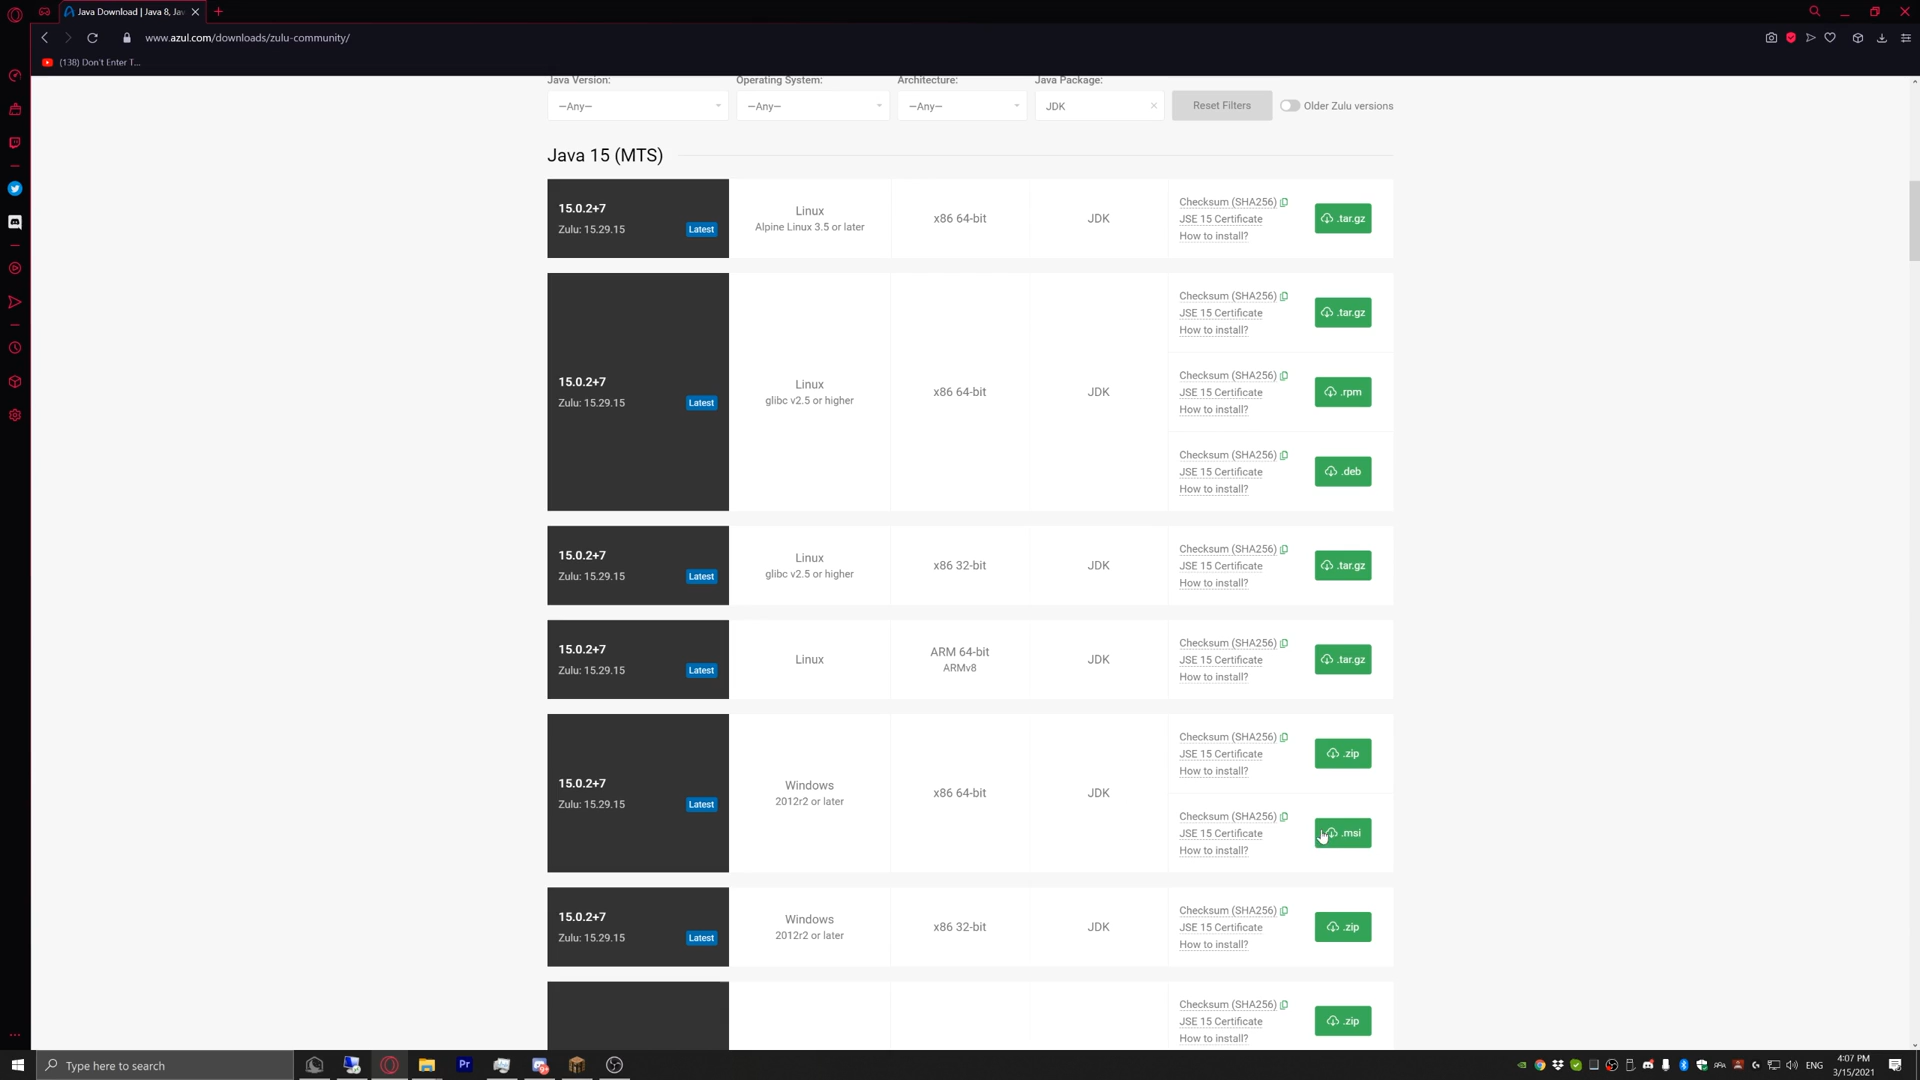 Java Download | Java 8, Jav
www.azul.com/downloads/zulu-community/
(138) Don't Enter T...
Java Version: Operating System: Architecture: Java Package:
—Any— —Any— —Any— JDK Reset Filters Older Zulu versions
Java 15 (MTS)
15.0.2+7
Zulu: 15.29.15 Latest
Linux
Alpine Linux 3.5 or later
x86 64-bit
JDK
Checksum (SHA256)
JSE 15 Certificate
How to install?
.tar.gz
15.0.2+7
Zulu: 15.29.15 Latest
Linux
glibc v2.5 or higher
x86 64-bit
JDK
Checksum (SHA256)
JSE 15 Certificate
How to install?
.tar.gz
Checksum (SHA256)
JSE 15 Certificate
How to install?
.rpm
Checksum (SHA256)
JSE 15 Certificate
How to install?
.deb
15.0.2+7
Zulu: 15.29.15 Latest
Linux
glibc v2.5 or higher
x86 32-bit
JDK
Checksum (SHA256)
JSE 15 Certificate
How to install?
.tar.gz
15.0.2+7
Zulu: 15.29.15 Latest
Linux
ARM 64-bit
ARMv8
JDK
Checksum (SHA256)
JSE 15 Certificate
How to install?
.tar.gz
15.0.2+7
Zulu: 15.29.15 Latest
Windows
2012r2 or later
x86 64-bit
JDK
Checksum (SHA256)
JSE 15 Certificate
How to install?
.zip
Checksum (SHA256)
JSE 15 Certificate
How to install?
.msi
15.0.2+7
Zulu: 15.29.15 Latest
Windows
2012r2 or later
x86 32-bit
JDK
Checksum (SHA256)
JSE 15 Certificate
How to install?
.zip
Checksum (SHA256)
JSE 15 Certificate
How to install?
.zip
Type here to search
Pr
ENG
4:07 PM
3/15/2021